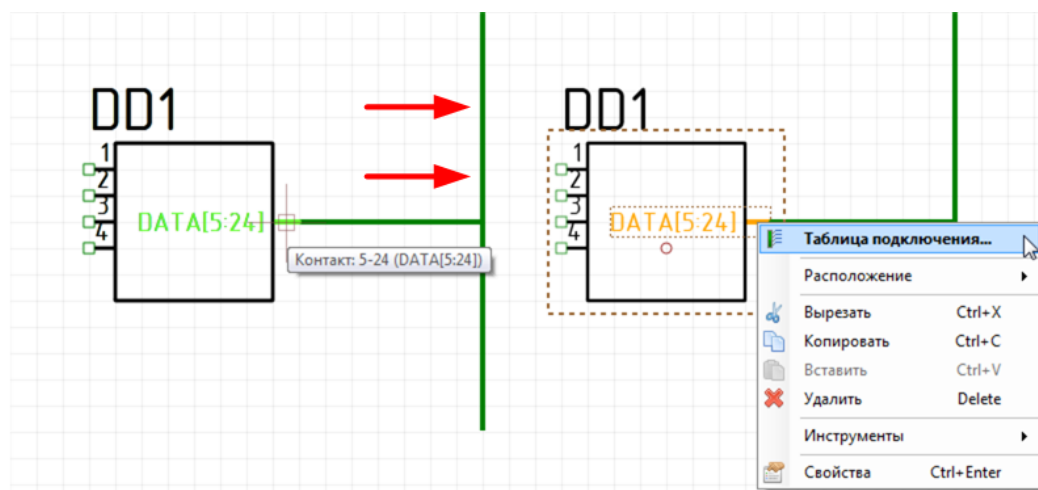 DD1
1
2
3
4
DATA[5:24]
Контакт: 5-24 (DATA[5:24])
DD1
1
2
3
4
DATA[5:24]
Таблица подключения...
Расположение
Вырезать Ctrl+X
Копировать Ctrl+C
Вставить Ctrl+V
Удалить Delete
Инструменты
Свойства Ctrl+Enter